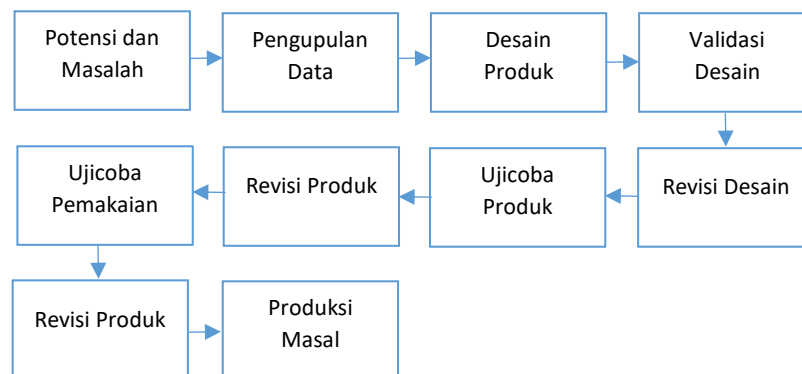 Potensi dan
Masalah
Pengupulan
Data
Desain
Produk
Validasi
Desain
Revisi Desain
Ujicoba
Produk
Revisi Produk
Ujicoba
Pemakaian
Revisi Produk
Produksi
Masal